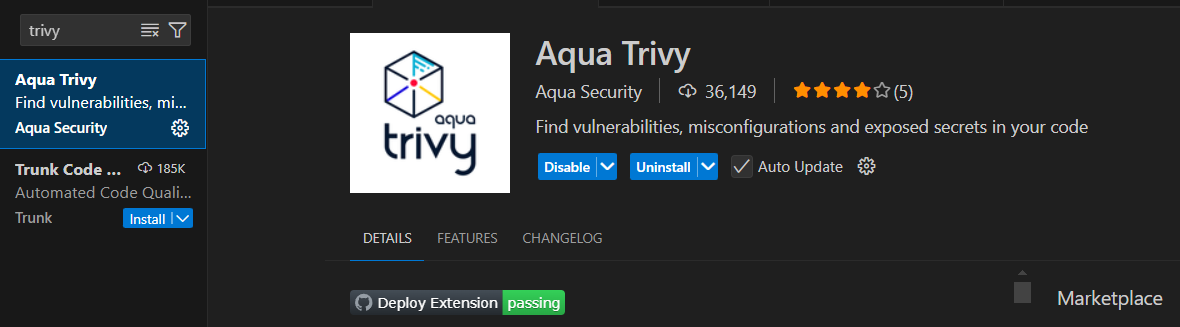 trivy
Aqua Trivy
Find vulnerabilities, mi...
Aqua Security
Trunk Code ... 185K
Automated Code Quali...
Trunk Install
aqua
trivy
Aqua Trivy
Aqua Security 36,149 (5)
Find vulnerabilities, misconfigurations and exposed secrets in your code
Disable Uninstall Auto Update
DETAILS FEATURES CHANGELOG
Deploy Extension passing
Marketplace